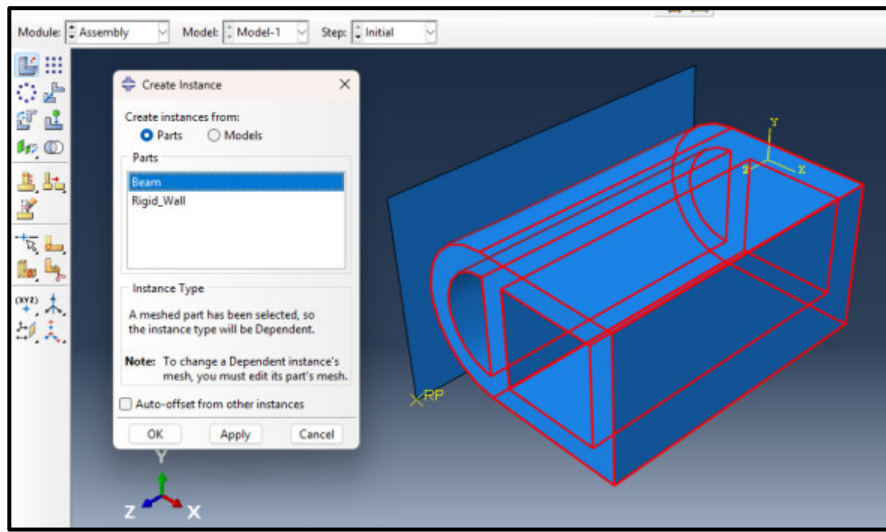 Module: Assembly Model: Model-1 Step: Initial
Create Instance
Create instances from:
Parts Models
Parts
Beam
Rigid_Wall
Instance Type
A meshed part has been selected, so
the instance type will be Dependent.
Note: To change a Dependent instance's
mesh, you must edit its part's mesh.
Auto-offset from other instances
OK Apply Cancel
(XYZ)
Y
Z X
RP
Y
Z X